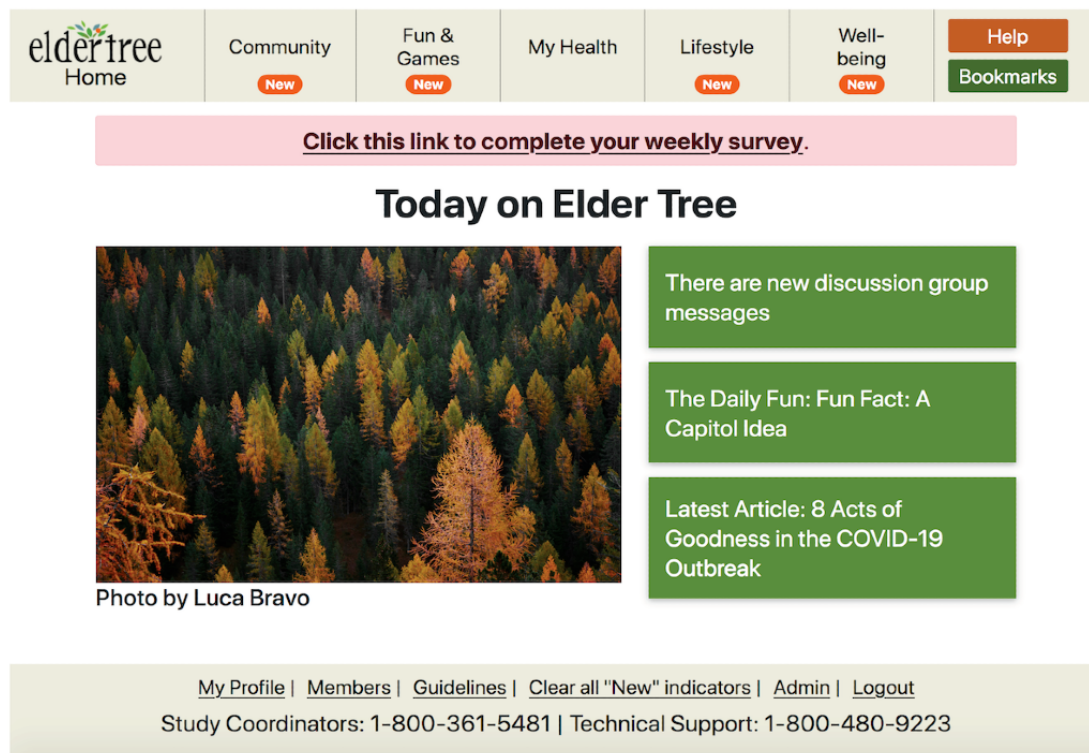 eldertree
Home
Community
New
Fun &
Games
New
My Health
Lifestyle
New
Well-
being
New
Help
Bookmarks
Click this link to complete your weekly survey.
Today on Elder Tree
There are new discussion group
messages
The Daily Fun: Fun Fact: A
Capitol Idea
Latest Article: 8 Acts of
Goodness in the COVID-19
Outbreak
Photo by Luca Bravo
My Profile | Members | Guidelines | Clear all "New" indicators | Admin | Logout
Study Coordinators: 1-800-361-5481 | Technical Support: 1-800-480-9223